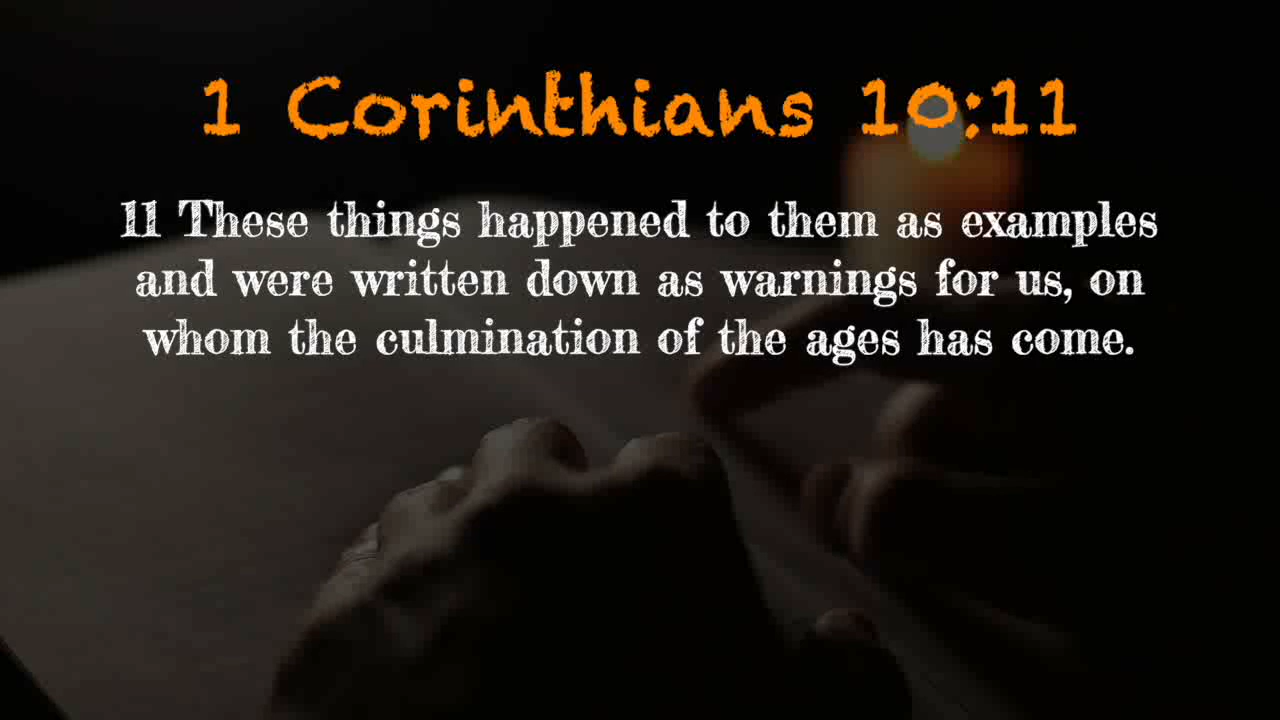 1 Corinthians 10:11
11 These things happened to them as examples
and were written down as warnings for us, on
whom the culmination of the ages has come.